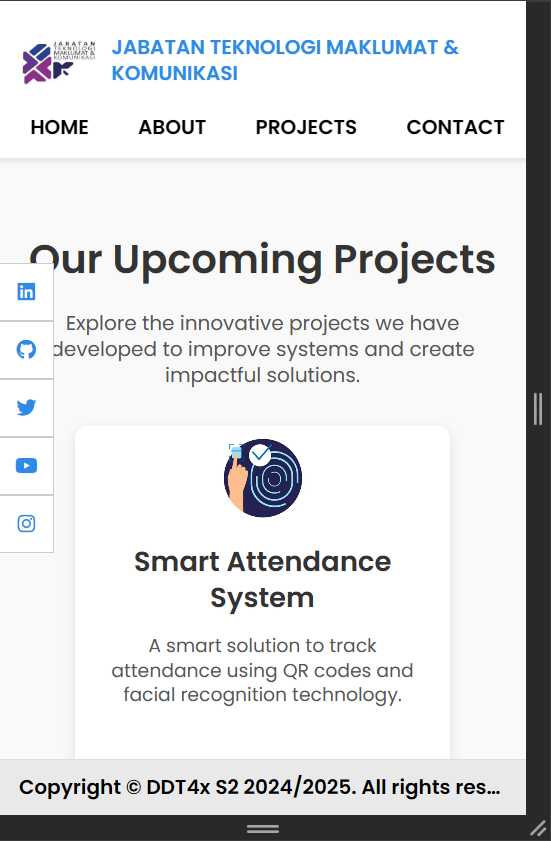 JABATAN
TEKNOLOGI
MAKLUMAT &
KOMUNIKASI
JABATAN TEKNOLOGI MAKLUMAT &
KOMUNIKASI
HOME ABOUT PROJECTS CONTACT
Our Upcoming Projects
Explore the innovative projects we have
developed to improve systems and create
impactful solutions.
Smart Attendance
System
A smart solution to track
attendance using QR codes and
facial recognition technology.
Copyright © DDT4x S2 2024/2025. All rights res...